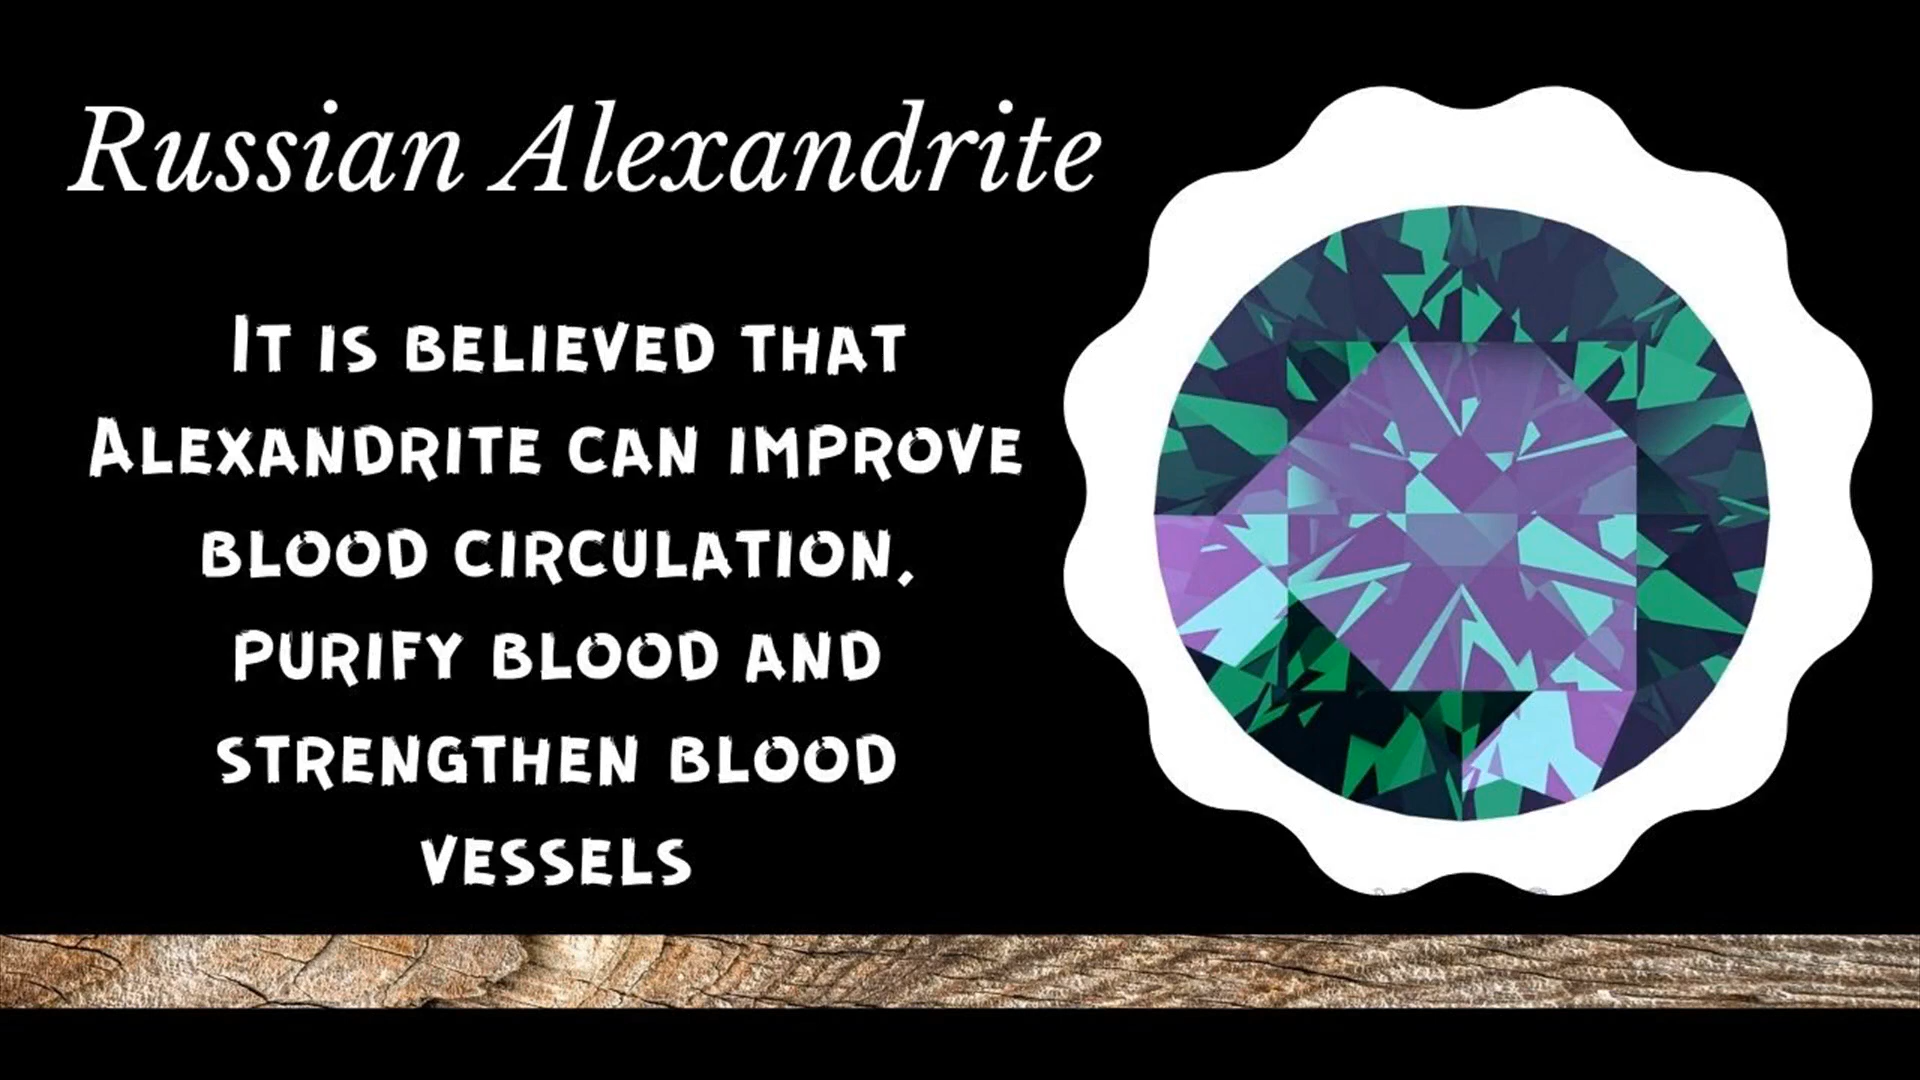 Russian Alexandrite
It is believed that
Alexandrite can improve
blood circulation,
purify blood and
strengthen blood
vessels